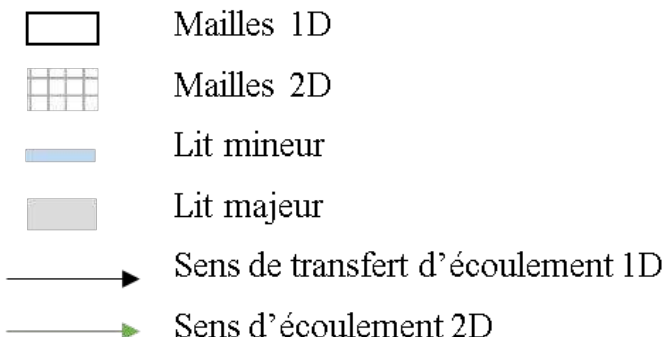 Mailles 1D
Mailles 2D
Lit mineur
Lit majeur
Sens de transfert d'écoulement 1D
Sens d'écoulement 2D